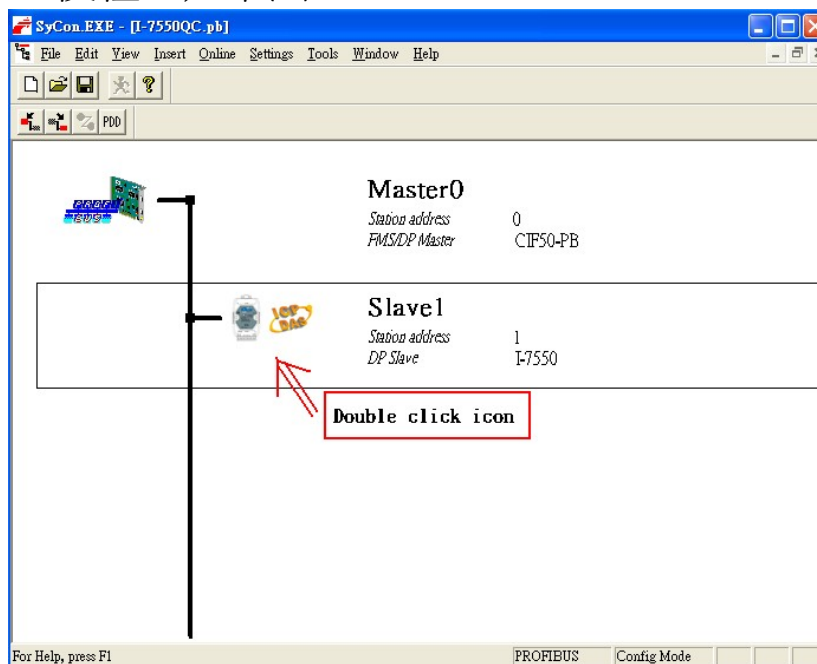 SyCon.EXE - [I-7550QC.pb]
File Edit View Insert Online Settings Tools Window Help
PDD
Master0
Station address 0
FMS/DP Master CIF50-PB
Slave1
ICP DAS
Station address 1
DP Slave I-7550
Double click icon
For Help, press F1 PROFIBUS Config Mode